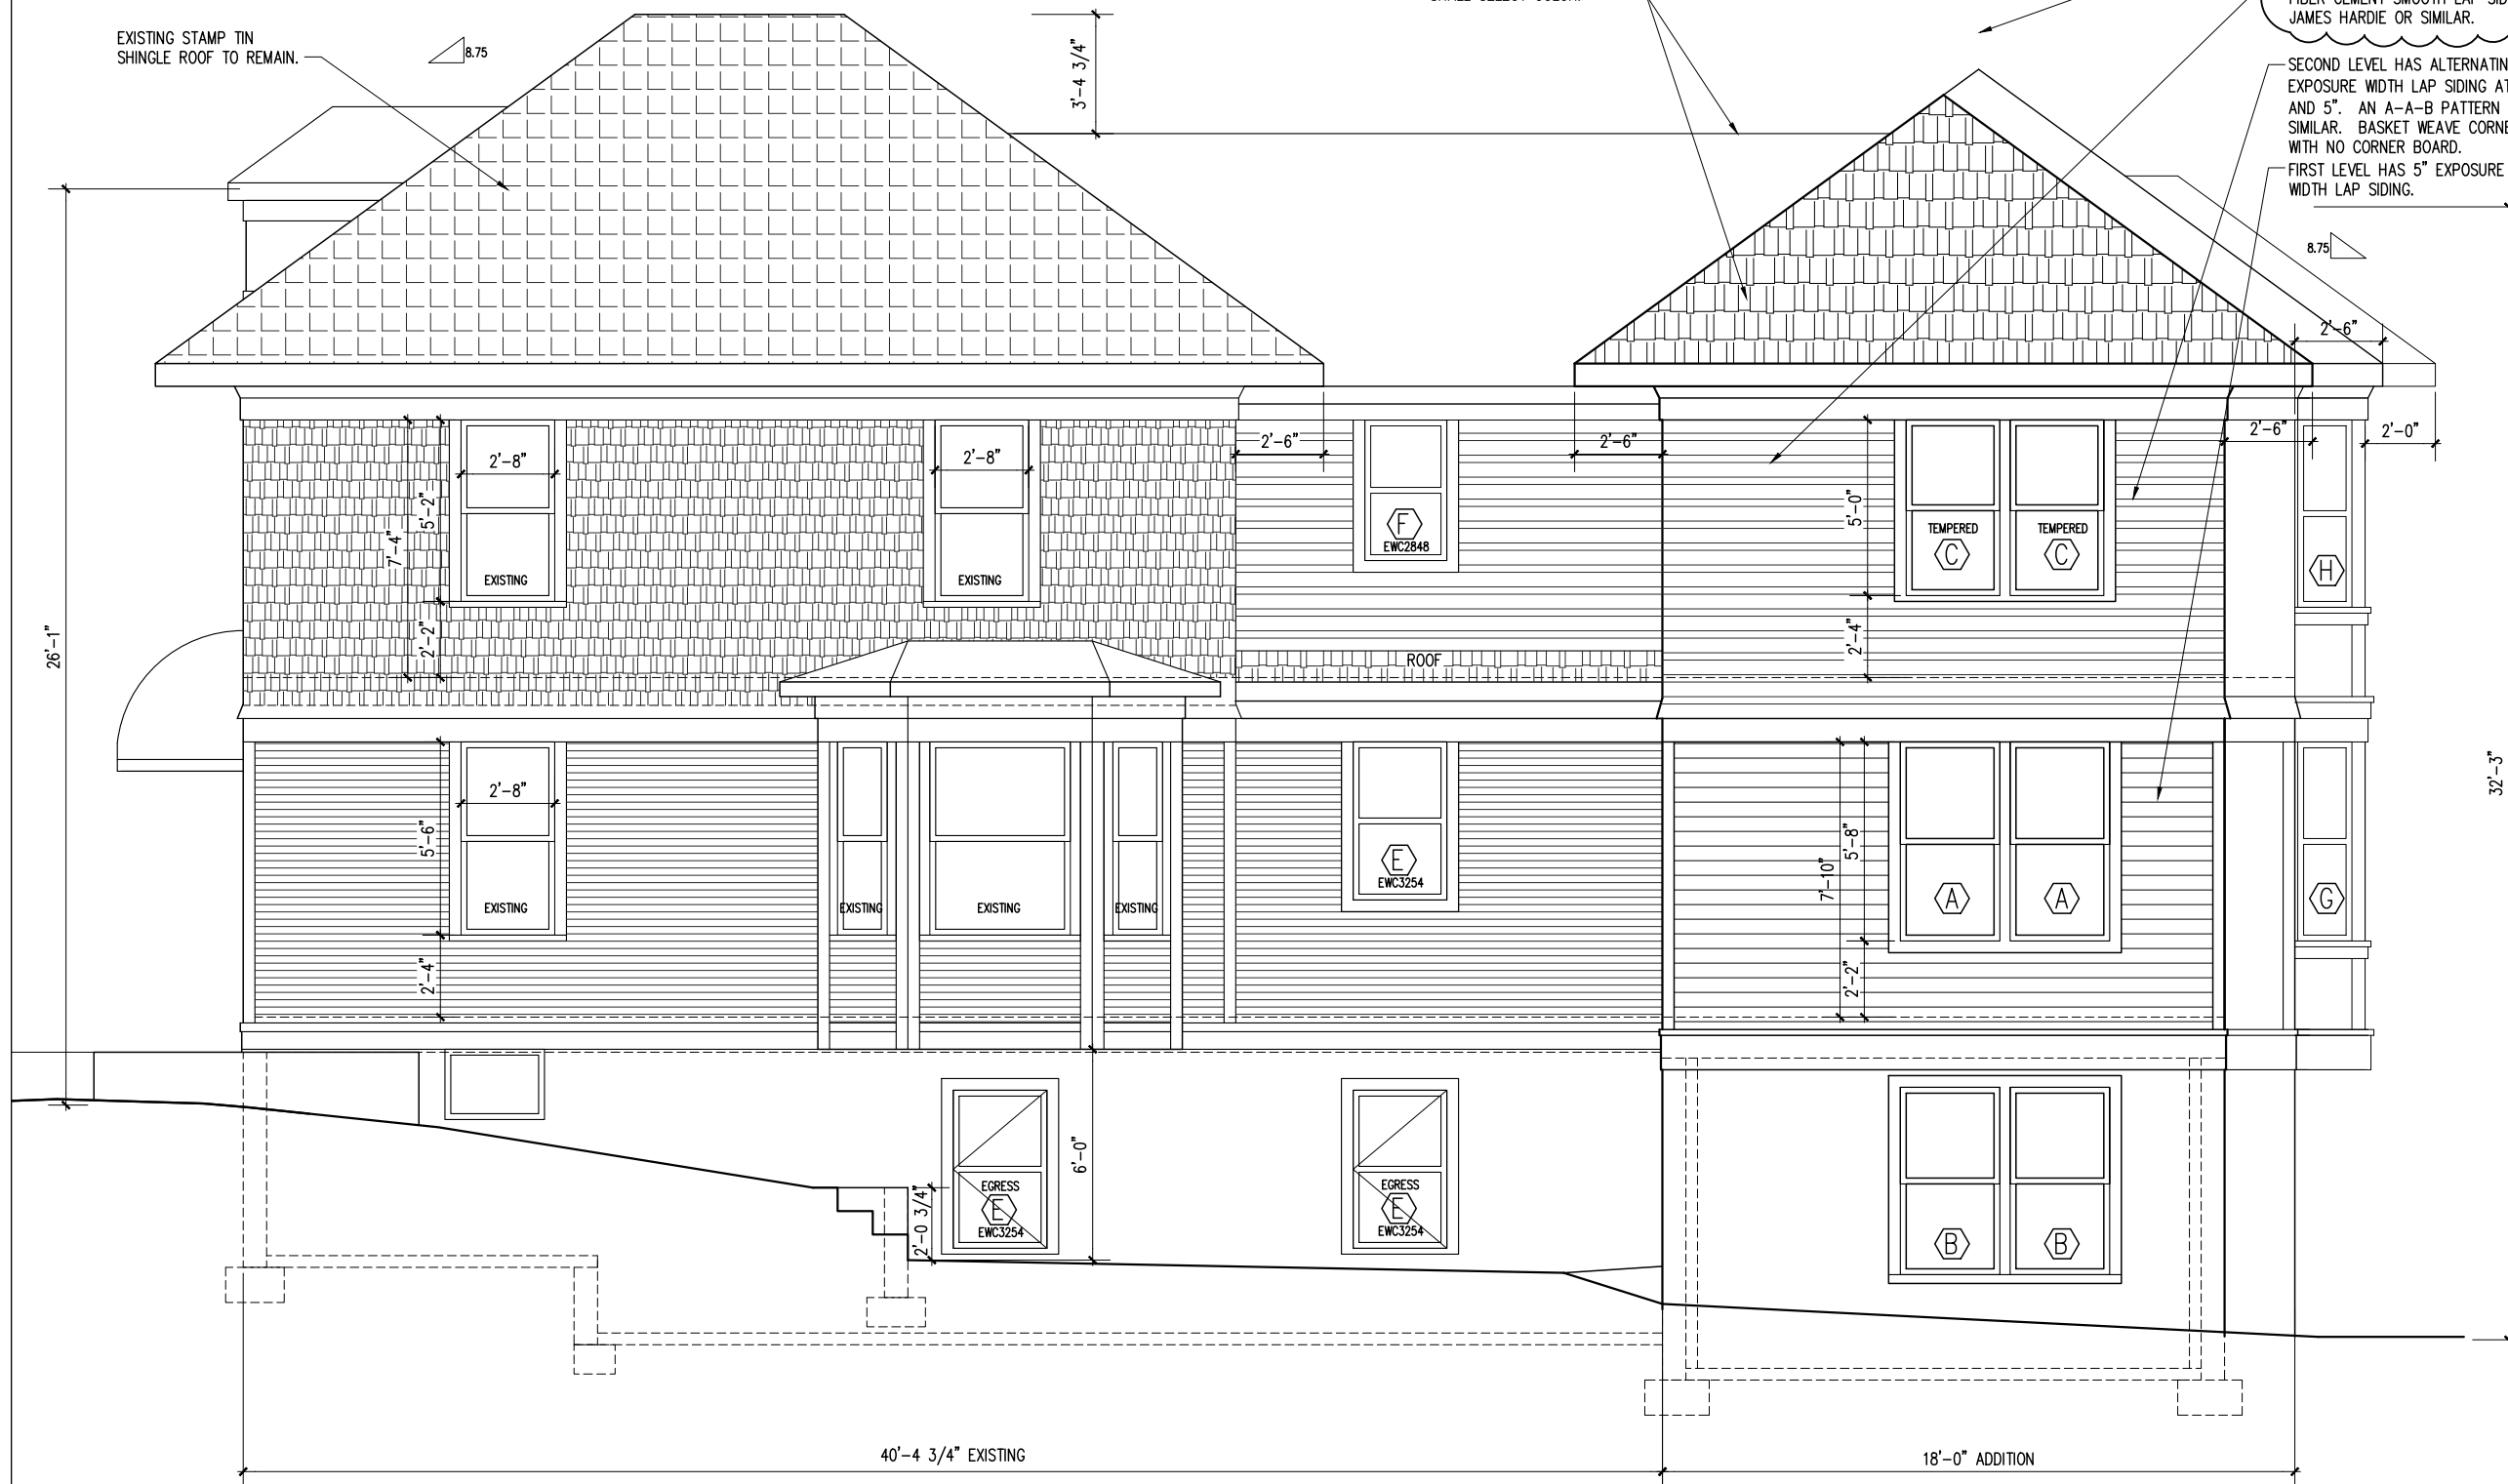 EXISTING STAMP TIN
SHINGLE ROOF TO REMAIN.
8.75
3'-4 3/4"
JAMES HARDIE OR SIMILAR.
SECOND LEVEL HAS ALTERNATIN
EXPOSURE WIDTH LAP SIDING AT
AND 5". AN A-A-B PATTERN
SIMILAR. BASKET WEAVE CORNE
WITH NO CORNER BOARD.
FIRST LEVEL HAS 5" EXPOSURE
WIDTH LAP SIDING.
8.75
2'-6"
26'-1"
7'-4"
5'-2"
2'-2"
2'-8"
EXISTING
2'-8"
EXISTING
2'-6"
2'-6"
F
EWC2848
ROOF
5'-0"
2'-4"
TEMPERED
C
TEMPERED
C
2'-6"
2'-0"
H
5'-6"
2'-4"
2'-8"
EXISTING
EXISTING
EXISTING
EXISTING
E
EWC3254
7'-10"
5'-8"
2'-2"
A
A
G
32'-3"
2'-0 3/4"
EGRESS
E
EWC3254
6'-0"
EGRESS
E
EWC3254
B
B
40'-4 3/4" EXISTING
18'-0" ADDITION